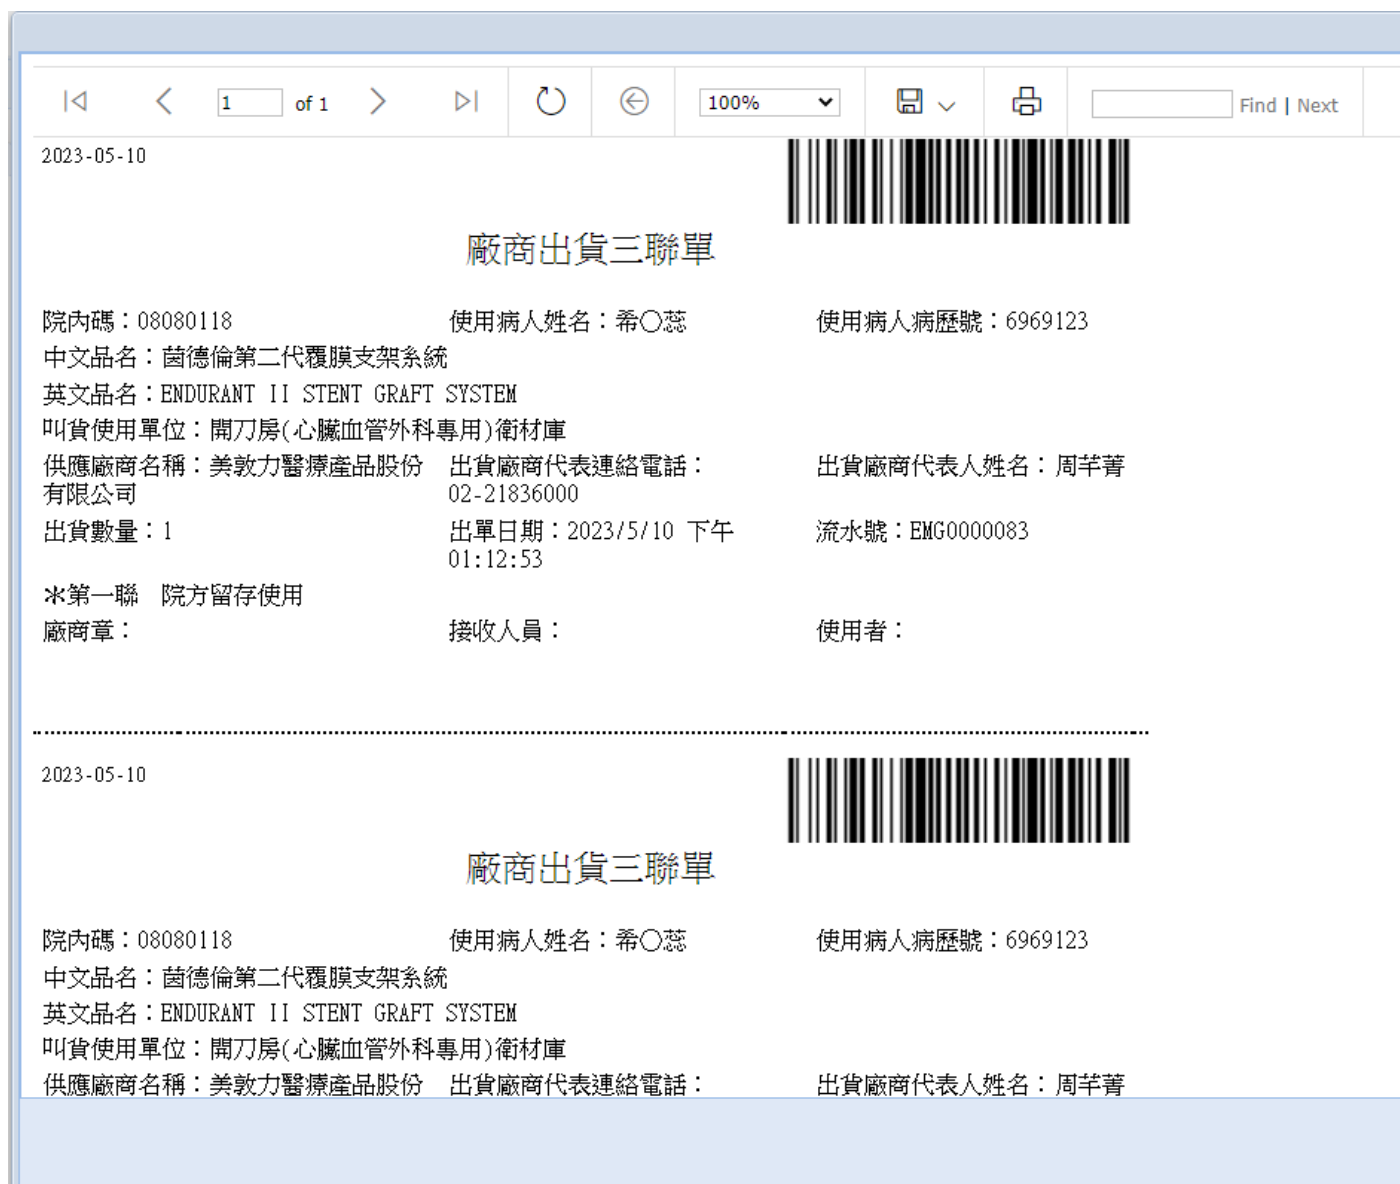 1 of 1 100% Find | Next
2023-05-10
廠商出貨三聯單
院內碼：08080118 使用病人姓名：希〇蕊 使用病人病歷號：6969123
中文品名：茵德倫第二代覆膜支架系統
英文品名：ENDURANT II STENT GRAFT SYSTEM
叫貨使用單位：開刀房(心臟血管外科專用)衛材庫
供應廠商名稱：美敦力醫療產品股份 出貨廠商代表連絡電話： 出貨廠商代表人姓名：周芊菁
有限公司 02-21836000
出貨數量：1 出單日期：2023/5/10 下午 流水號：EMG0000083
01:12:53
＊第一聯 院方留存使用
廠商章： 接收人員： 使用者：
2023-05-10
廠商出貨三聯單
院內碼：08080118 使用病人姓名：希〇蕊 使用病人病歷號：6969123
中文品名：茵德倫第二代覆膜支架系統
英文品名：ENDURANT II STENT GRAFT SYSTEM
叫貨使用單位：開刀房(心臟血管外科專用)衛材庫
供應廠商名稱：美敦力醫療產品股份 出貨廠商代表連絡電話： 出貨廠商代表人姓名：周芊菁